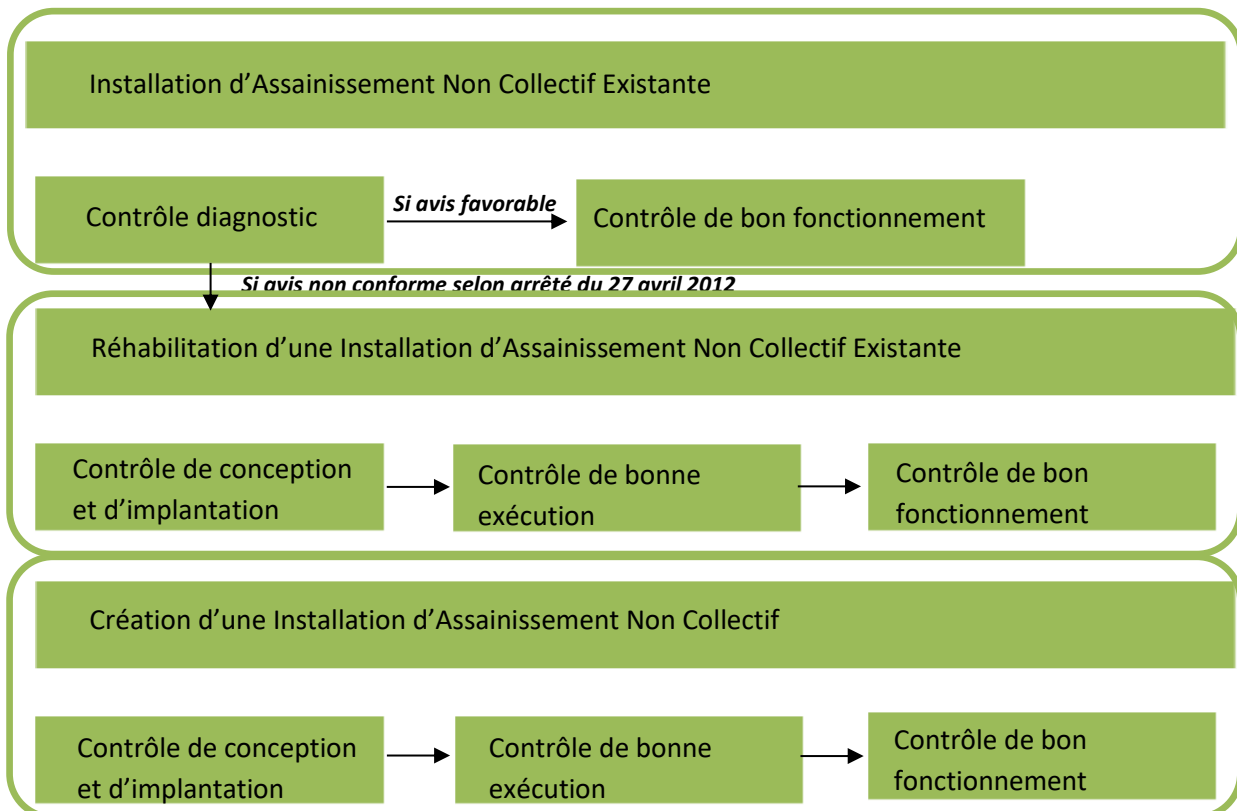 Installation d’Assainissement Non Collectif Existante
Contrôle diagnostic
Si avis favorable
Contrôle de bon fonctionnement
Si avis non conforme selon arrêté du 27 avril 2012
Réhabilitation d’une Installation d’Assainissement Non Collectif Existante
Contrôle de conception
et d’implantation
Contrôle de bonne
exécution
Contrôle de bon
fonctionnement
Création d’une Installation d’Assainissement Non Collectif
Contrôle de conception
et d’implantation
Contrôle de bonne
exécution
Contrôle de bon
fonctionnement